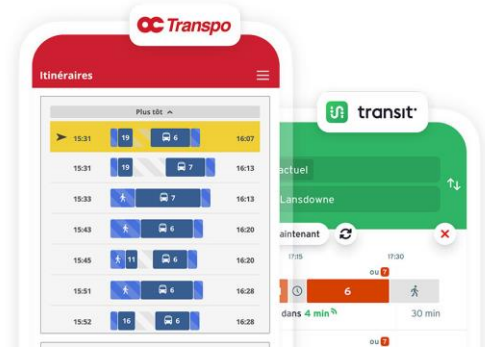 OC Transpo
Itinéraires
Plus tôt
15:31 19 6 16:07
15:31 19 7 16:13
15:33 7 16:13
15:43 6 16:20
15:45 11 6 16:20
15:51 6 16:28
15:52 16 6 16:28
transit
actuel
Lansdowne
aintenant
17:15 17:30
ou 7
6
dans 4 min 30 min
ou 7